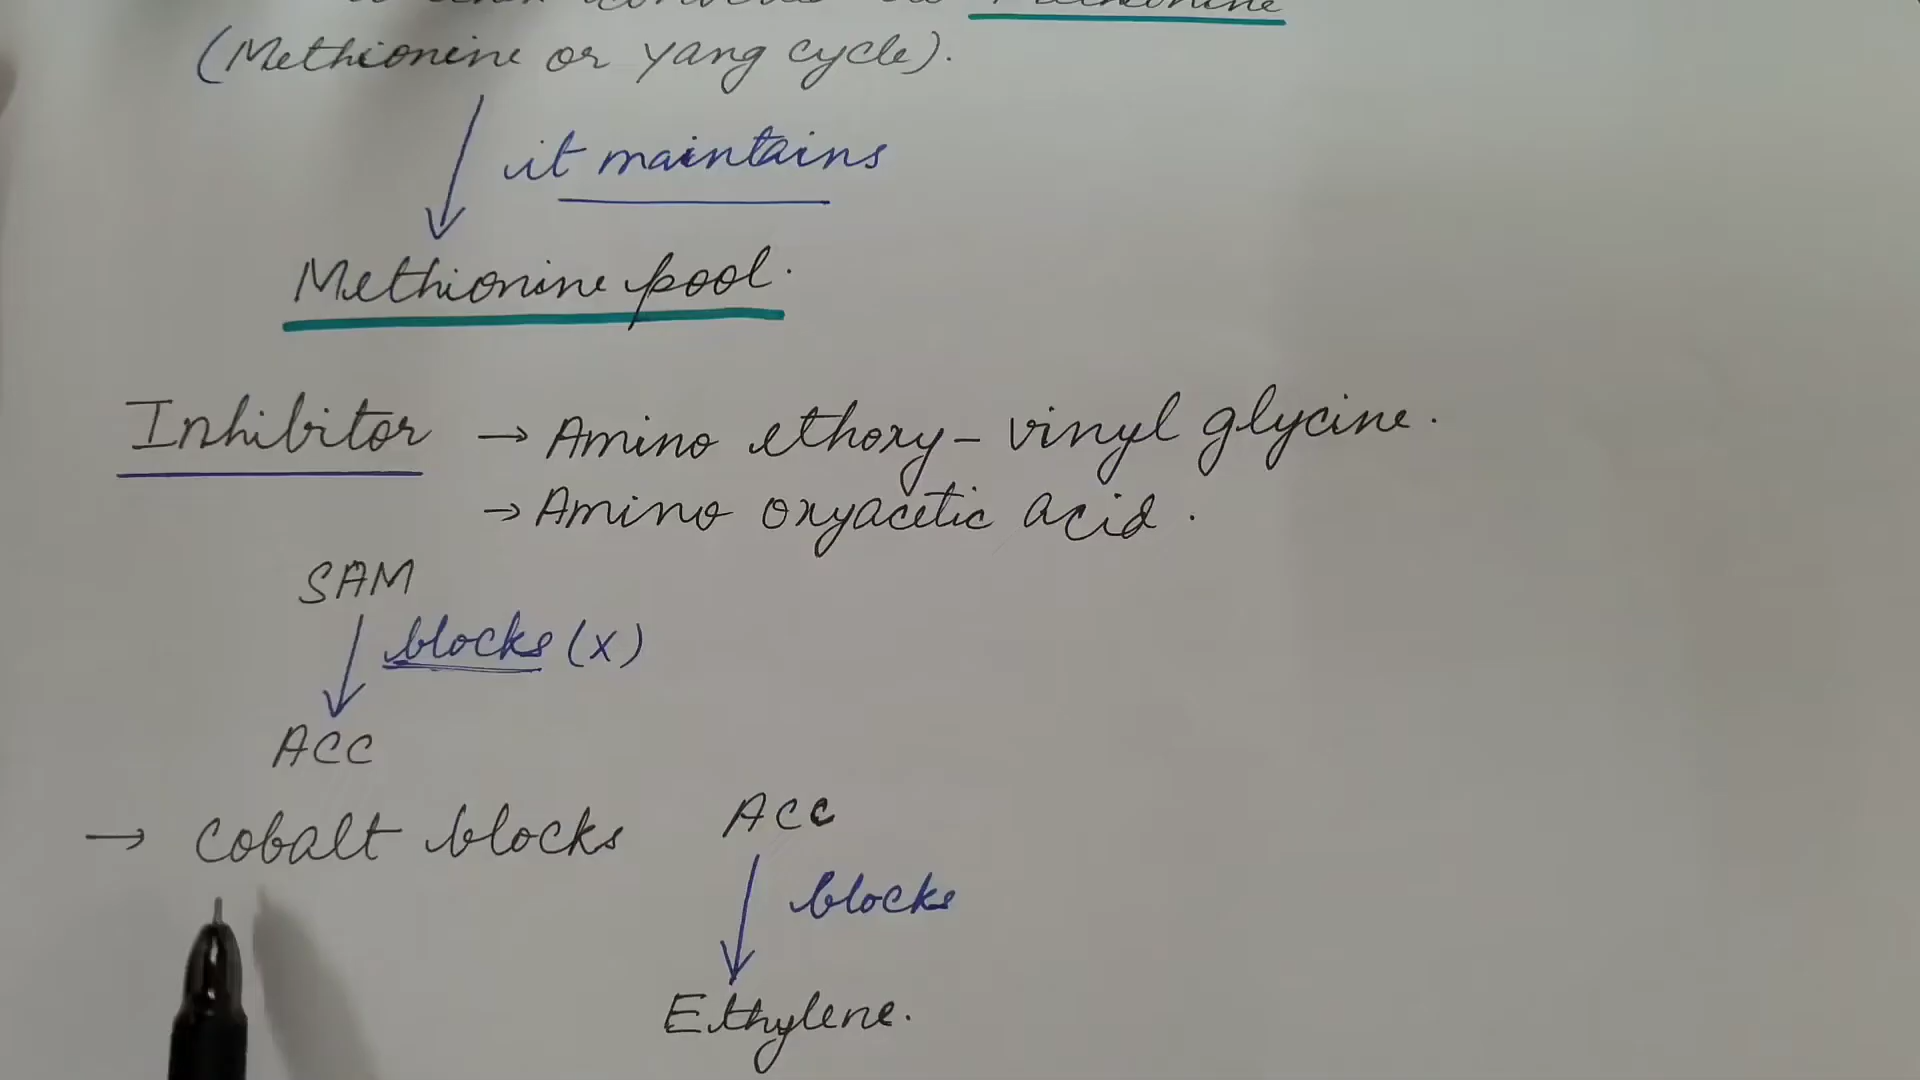 (Methionine or yang cycle).
it maintains
Methionine pool.
Inhibitor → Amino ethoxy - vinyl glycine.
→ Amino oxyacetic acid.
SAM
blocks (x)
ACC
→ Cobalt blocks
ACC
blocks
Ethylene.